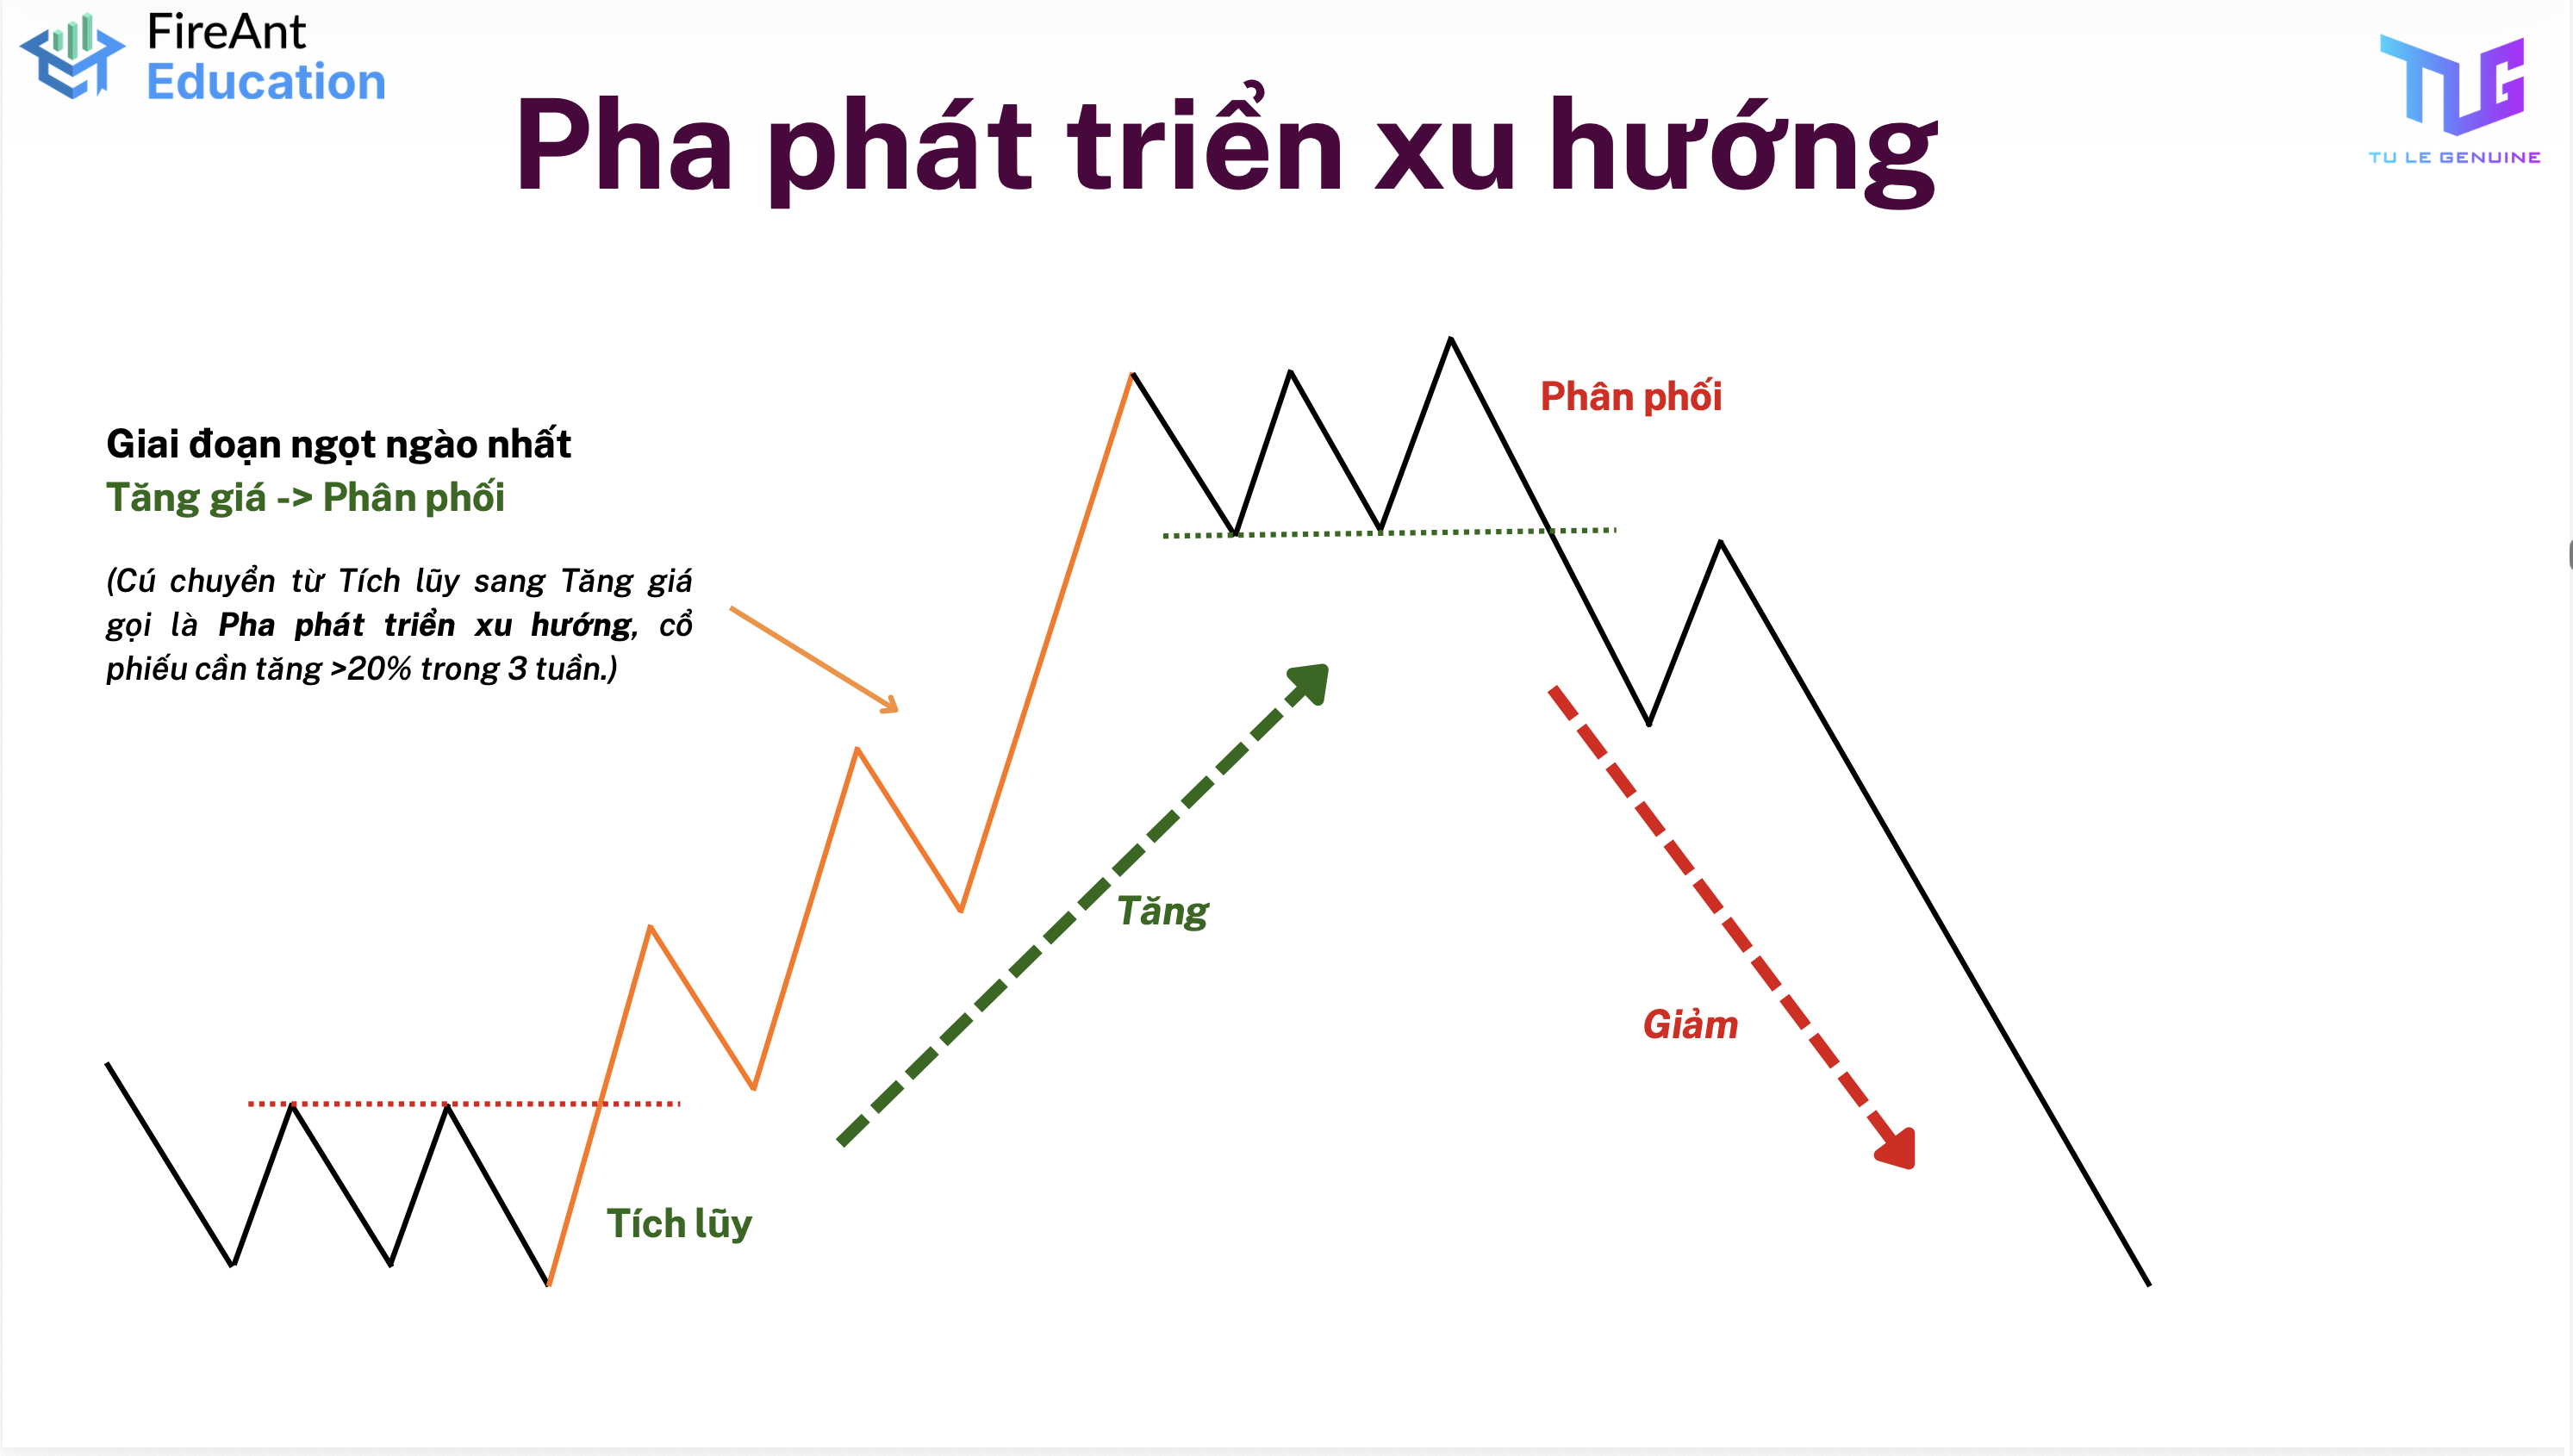 FireAnt
Education
TLG
TU LE GENUINE
Pha phát triển xu hướng
Phân phối
Giai đoạn ngọt ngào nhất
Tăng giá -> Phân phối
(Cú chuyển từ Tích lũy sang Tăng giá
gọi là Pha phát triển xu hướng, cổ
phiếu cần tăng >20% trong 3 tuần.)
Tăng
Giảm
Tích lũy